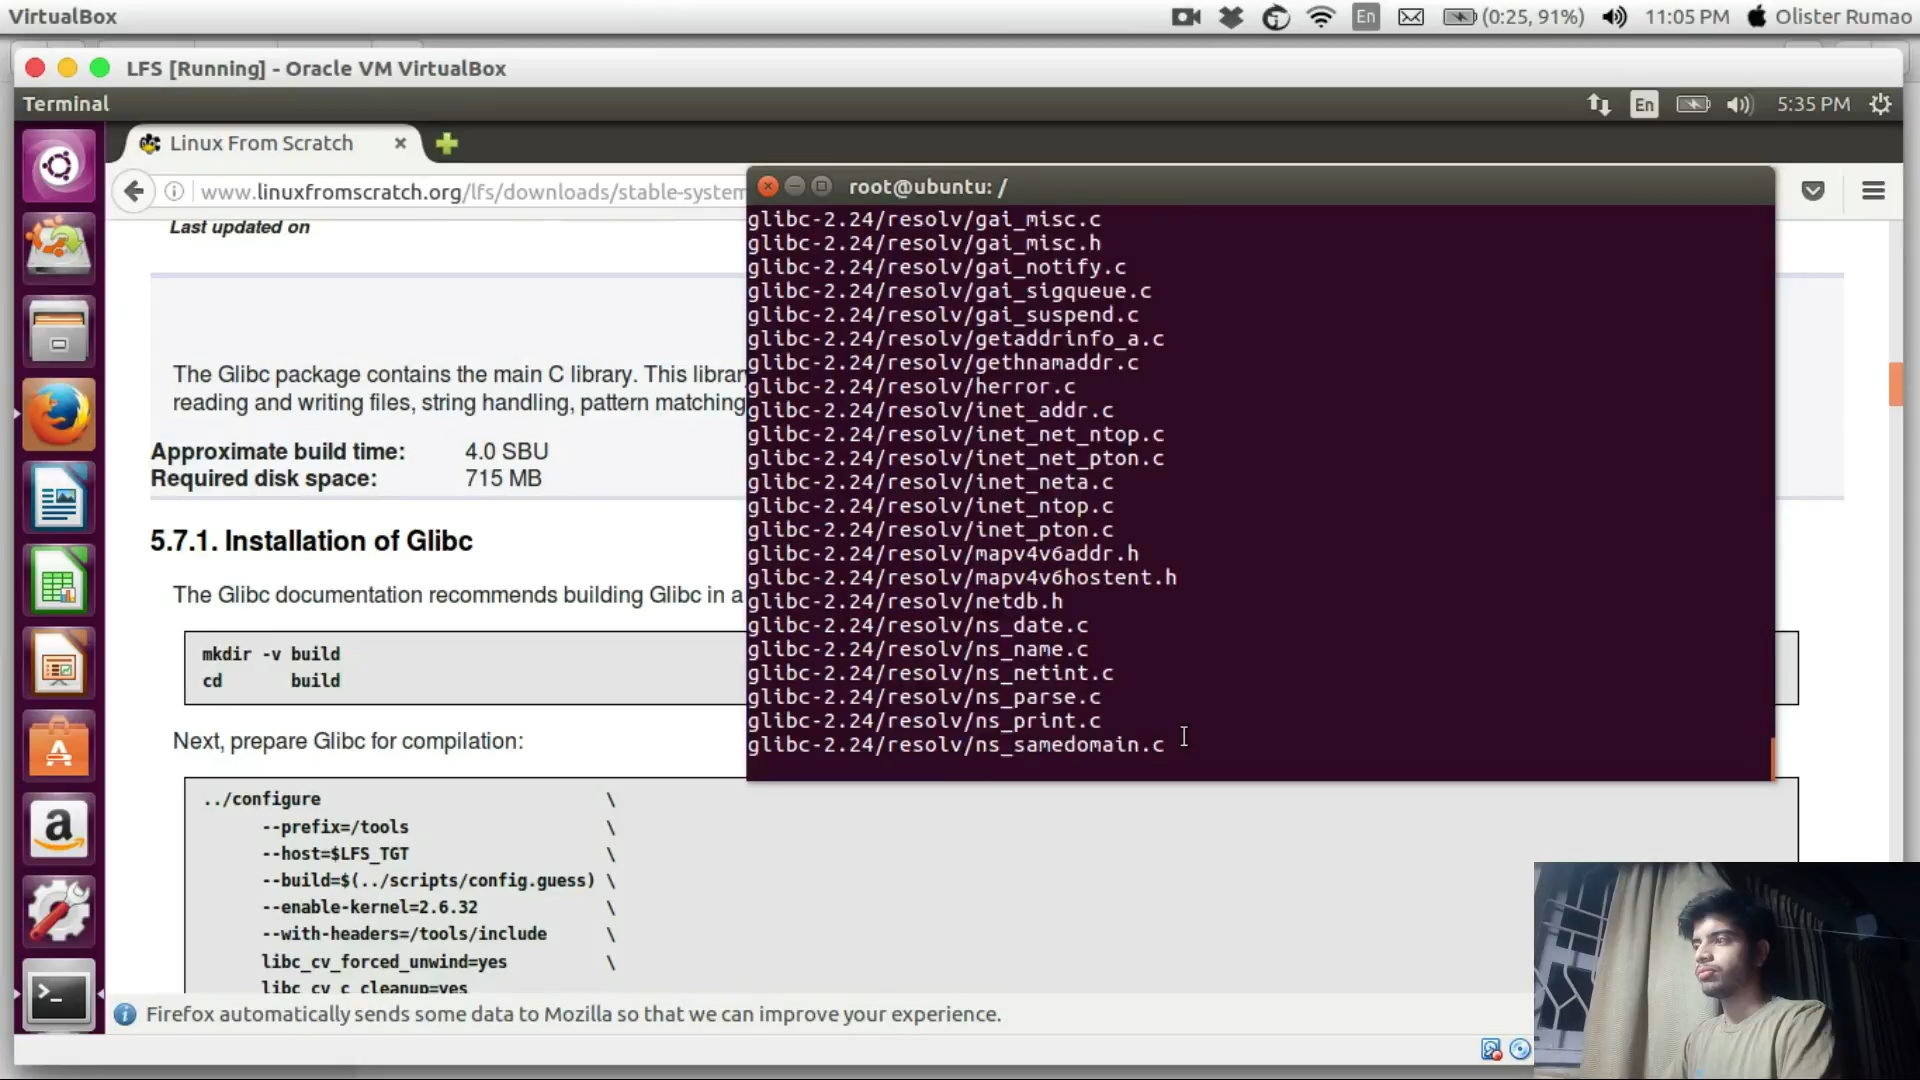 VirtualBox
En
(0:25, 91%)
11:05 PM
Olister Rumao
LFS [Running] - Oracle VM VirtualBox
Terminal
En
5:35 PM
Linux From Scratch
www.linuxfromscratch.org/lfs/downloads/stable-system
Last updated on
The Glibc package contains the main C library. This librar
reading and writing files, string handling, pattern matching
Approximate build time: 4.0 SBU
Required disk space: 715 MB
5.7.1. Installation of Glibc
The Glibc documentation recommends building Glibc in a
mkdir -v build
cd build
Next, prepare Glibc for compilation:
../configure \
--prefix=/tools \
--host=$LFS_TGT \
--build=$(../scripts/config.guess) \
--enable-kernel=2.6.32 \
--with-headers=/tools/include \
libc_cv_forced_unwind=yes \
libc_cv_c_cleanup=yes
root@ubuntu: /
glibc-2.24/resolv/gai_misc.c
glibc-2.24/resolv/gai_misc.h
glibc-2.24/resolv/gai_notify.c
glibc-2.24/resolv/gai_sigqueue.c
glibc-2.24/resolv/gai_suspend.c
glibc-2.24/resolv/getaddrinfo_a.c
glibc-2.24/resolv/gethnamaddr.c
glibc-2.24/resolv/herror.c
glibc-2.24/resolv/inet_addr.c
glibc-2.24/resolv/inet_net_ntop.c
glibc-2.24/resolv/inet_net_pton.c
glibc-2.24/resolv/inet_neta.c
glibc-2.24/resolv/inet_ntop.c
glibc-2.24/resolv/inet_pton.c
glibc-2.24/resolv/mapv4v6addr.h
glibc-2.24/resolv/mapv4v6hostent.h
glibc-2.24/resolv/netdb.h
glibc-2.24/resolv/ns_date.c
glibc-2.24/resolv/ns_name.c
glibc-2.24/resolv/ns_netint.c
glibc-2.24/resolv/ns_parse.c
glibc-2.24/resolv/ns_print.c
glibc-2.24/resolv/ns_samedomain.c
Firefox automatically sends some data to Mozilla so that we can improve your experience.